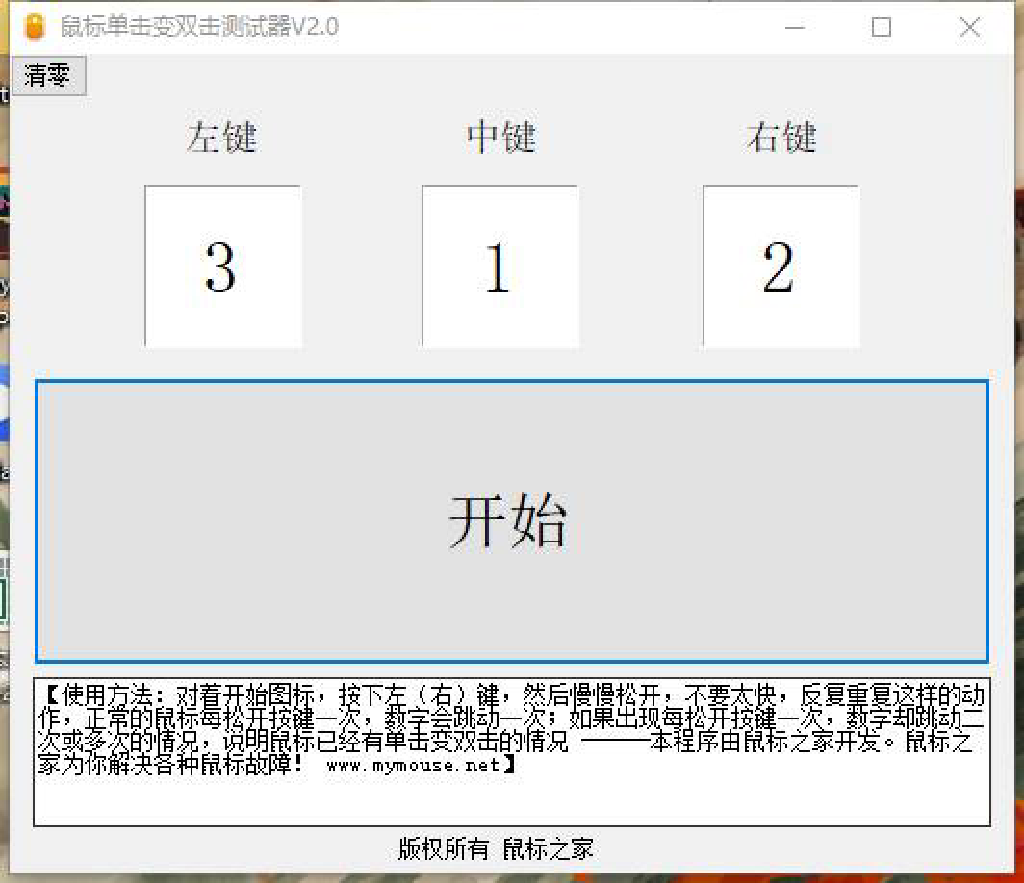 鼠标单击变双击测试器V2.0
清零
左键 中键 右键
3 1 2
开始
【使用方法：对着开始图标，按下左（右）键，然后慢慢松开，不要太快，反复重复这样的动
作，正常的鼠标每松开按键一次，数字会跳动一次；如果出现每松开按键一次，数字却跳动二
次或多次的情况，说明鼠标已经有单击变双击的情况 ———本程序由鼠标之家开发。鼠标之
家为你解决各种鼠标故障！ www.mymouse.net】
版权所有 鼠标之家